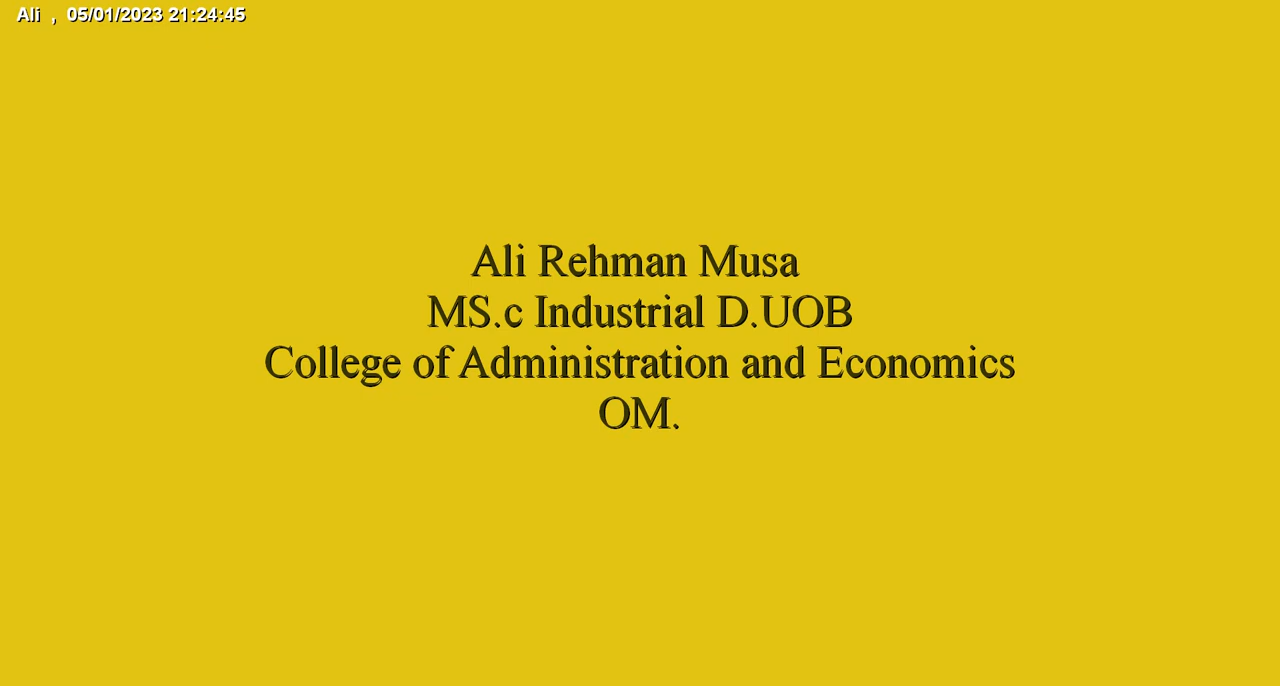 Ali , 05/01/2023 21:24:45
Ali Rehman Musa
MS.c Industrial D.UOB
College of Administration and Economics
OM.